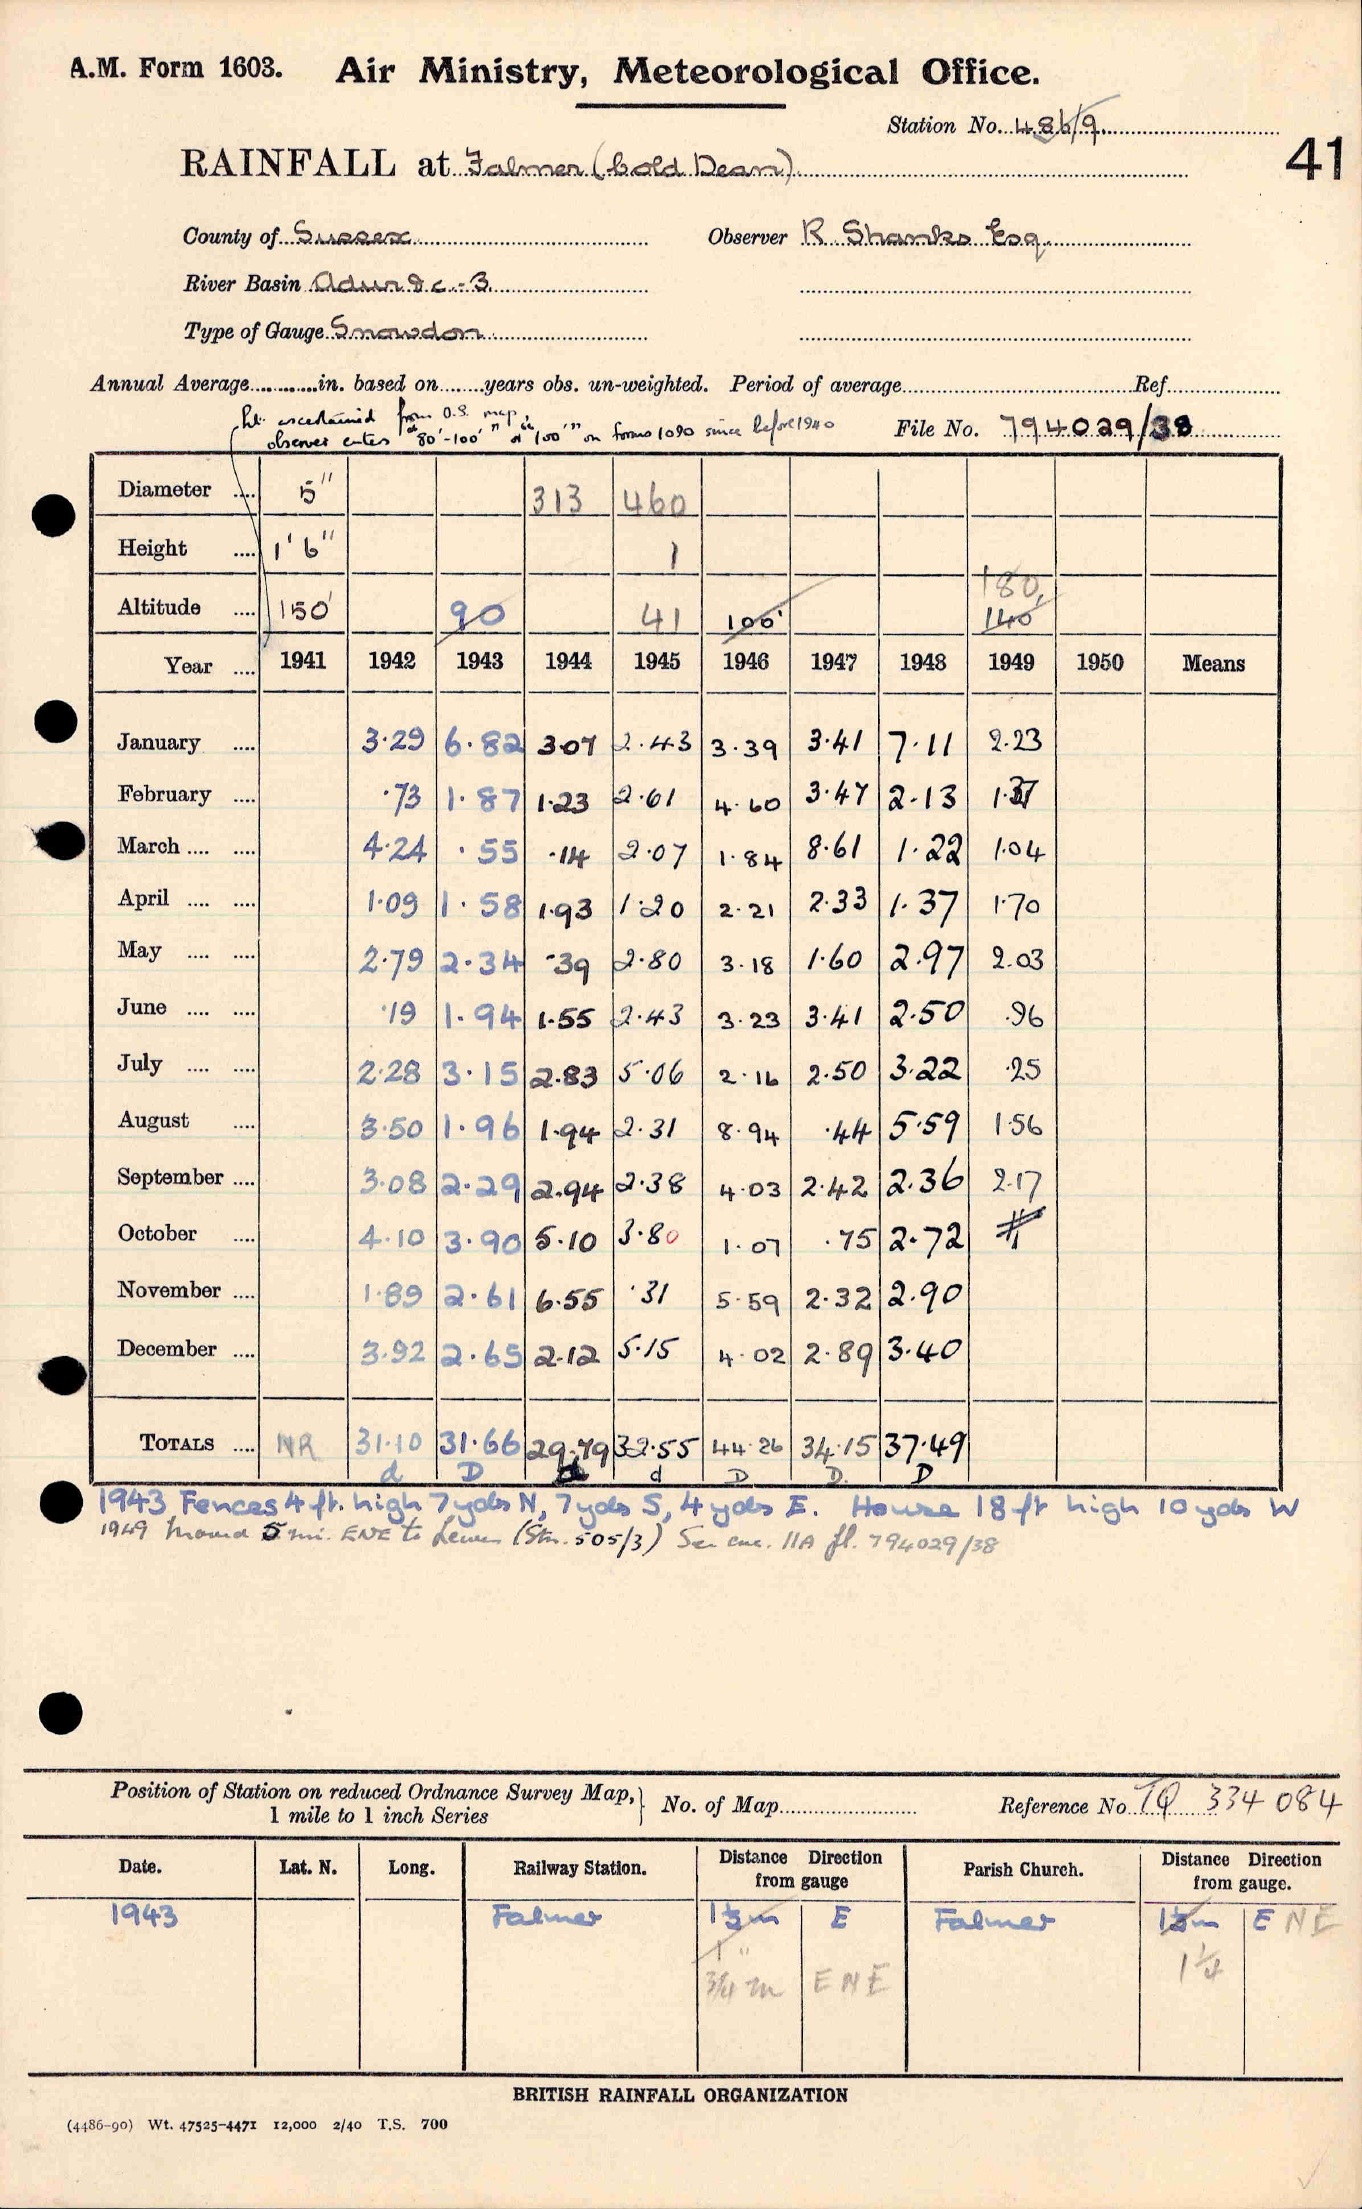 A.M. Form 1603. Air Ministry, Meteorological Office.
Station No. 486/9
41
RAINFALL at Falmer (Cold Dean)
County of Sussex Observer R. Shanks Esq.
River Basin Adur &c - 3
Type of Gauge Snowdon
Annual Average............in. based on.......years obs. un-weighted. Period of average.......... Ref..........
ht. ascertained from O.S. map,
observer enters "80'-100'" or "at 100'" on forms 1090 since before 1940 File No. 794029/38
Diameter .... 5" 313 460
Height .... 1' 6" 1
180
Altitude .... 150' 90 41 100' 140
Year .... 1941 1942 1943 1944 1945 1946 1947 1948 1949 1950 Means
January .... 3.29 6.82 3.07 2.43 3.39 3.41 7.11 2.23
February .... .73 1.87 1.23 2.61 4.60 3.47 2.13 1.37
March .... .... 4.24 .55 .14 2.07 1.84 8.61 1.22 1.04
April .... .... 1.09 1.58 1.93 1.20 2.21 2.33 1.37 1.70
May .... .... 2.79 2.34 .39 2.80 3.18 1.60 2.97 2.03
June .... .... .19 1.94 1.55 2.43 3.23 3.41 2.50 .96
July .... .... 2.28 3.15 2.83 5.06 2.16 2.50 3.22 .25
August .... 3.50 1.96 1.94 2.31 8.94 .44 5.59 1.56
September .... 3.08 2.29 2.94 2.38 4.03 2.42 2.36 2.17
October .... 4.10 3.90 5.10 3.80 1.07 .75 2.72
November .... 1.89 2.61 6.55 .31 5.59 2.32 2.90
December .... 3.92 2.65 2.12 5.15 4.02 2.89 3.40
TOTALS .... NR 31.10 31.66 29.79 32.55 44.26 34.15 37.49
d D d d D D D
1943 Fences 4 ft. high 7 yds N, 7 yds S, 4 yds E. House 18 ft high 10 yds W
1949 Moved 5 mi. ENE to Lewes (Stn. 505/3) See enc. 11A fl. 794029/38
Position of Station on reduced Ordnance Survey Map, 1 mile to 1 inch Series } No. of Map.......... Reference No. TQ 334 084
Date. Lat. N. Long. Railway Station. Distance Direction from gauge Parish Church. Distance Direction from gauge.
1943 Falmer 1½ m E Falmer 1½ m E NE
1 "
¾ m ENE 1¼
BRITISH RAINFALL ORGANIZATION
(4486-90) Wt. 47525-4471 12,000 2/40 T.S. 700